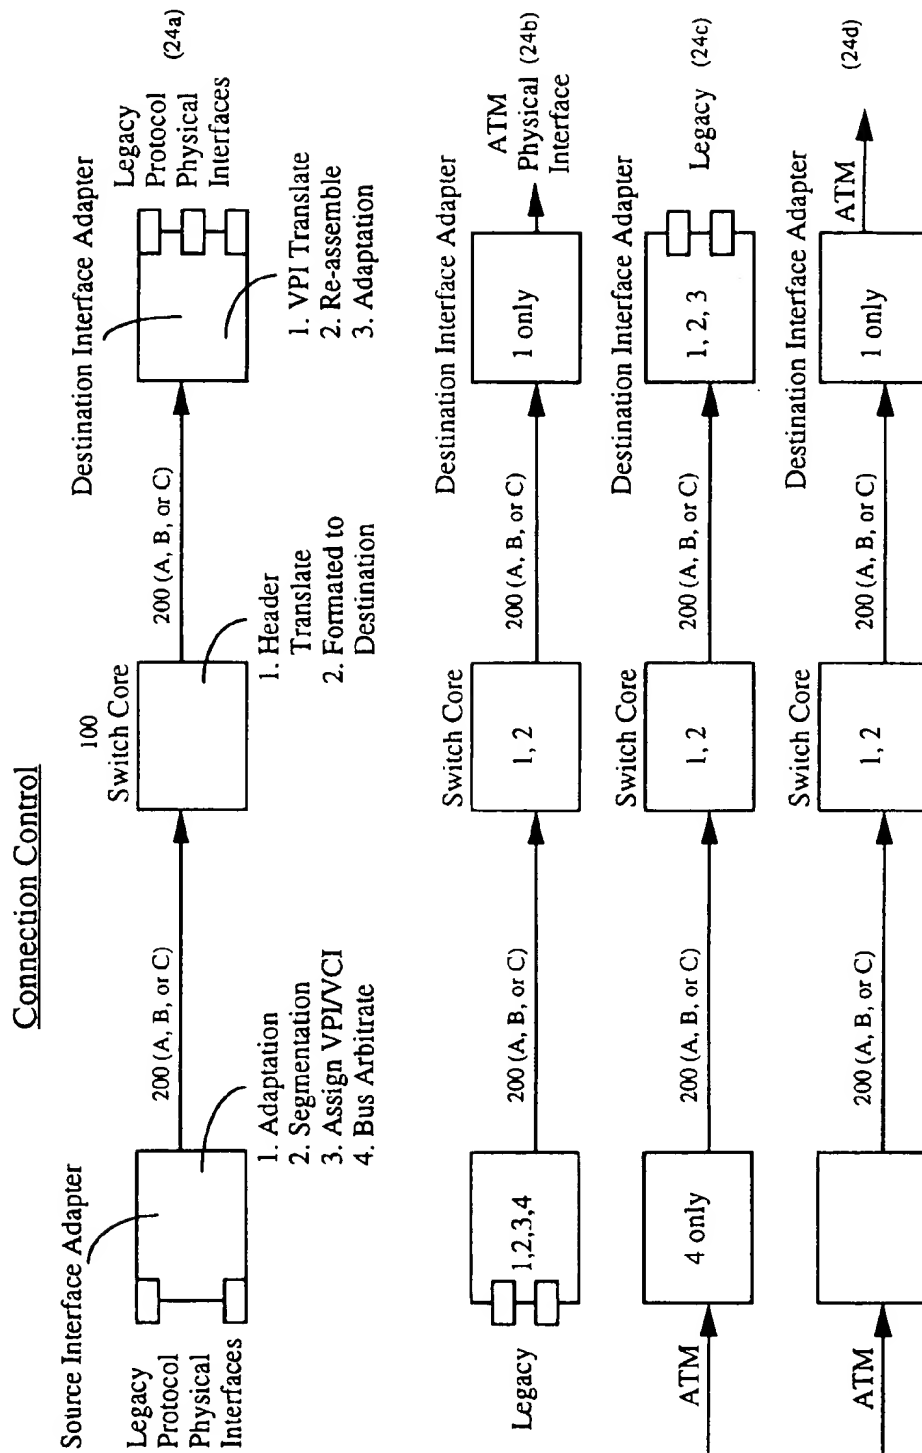 Connection Control
Source Interface Adapter
Legacy
Protocol
Physical
Interfaces
1. Adaptation
2. Segmentation
3. Assign VPI/VCI
4. Bus Arbitrate
200 (A, B, or C)
100
Switch Core
1. Header
Translate
2. Formated to
Destination
200 (A, B, or C)
Destination Interface Adapter
Legacy
Protocol
Physical
Interfaces
(24a)
1. VPI Translate
2. Re-assemble
3. Adaptation
Legacy
1,2,3,4
200 (A, B, or C)
Switch Core
1, 2
200 (A, B, or C)
Destination Interface Adapter
1 only
ATM
Physical
Interface
(24b)
ATM
4 only
200 (A, B, or C)
Switch Core
1, 2
200 (A, B, or C)
Destination Interface Adapter
1, 2, 3
Legacy
(24c)
ATM
200 (A, B, or C)
Switch Core
1, 2
200 (A, B, or C)
Destination Interface Adapter
1 only
ATM
(24d)